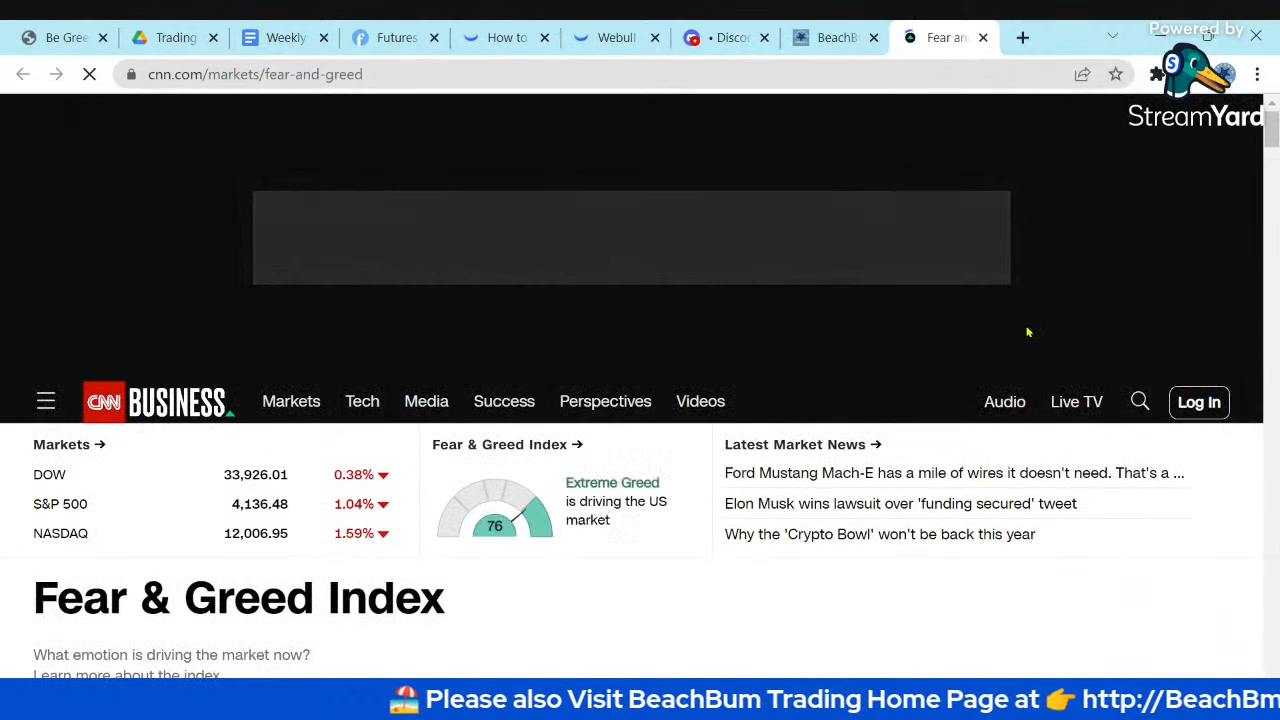 Powered by
Be Gree
Trading
Weekly
Futures
How to
Webull
• Discor
BeachB
Fear an
cnn.com/markets/fear-and-greed
S
StreamYard
CNN BUSINESS
Markets
Tech
Media
Success
Perspectives
Videos
Audio
Live TV
Log In
Markets →
DOW 33,926.01 0.38%
S&P 500 4,136.48 1.04%
NASDAQ 12,006.95 1.59%
Fear & Greed Index →
76
Extreme Greed
is driving the US
market
Latest Market News →
Ford Mustang Mach-E has a mile of wires it doesn't need. That's a ...
Elon Musk wins lawsuit over 'funding secured' tweet
Why the 'Crypto Bowl' won't be back this year
Fear & Greed Index
What emotion is driving the market now?
Learn more about the index
🏖️ Please also Visit BeachBum Trading Home Page at 👉 http://BeachBm